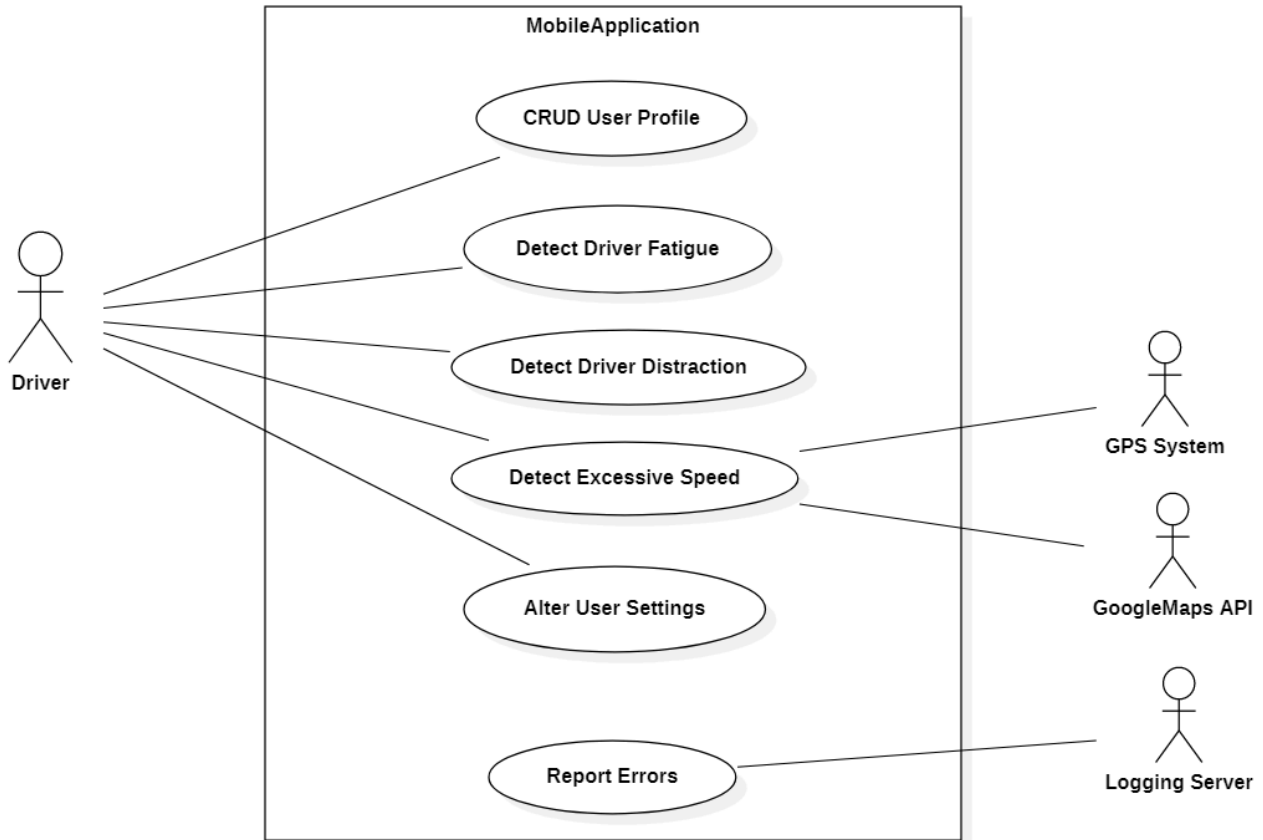 MobileApplication
CRUD User Profile
Detect Driver Fatigue
Detect Driver Distraction
Driver
GPS System
Detect Excessive Speed
Alter User Settings
GoogleMaps API
Report Errors
Logging Server